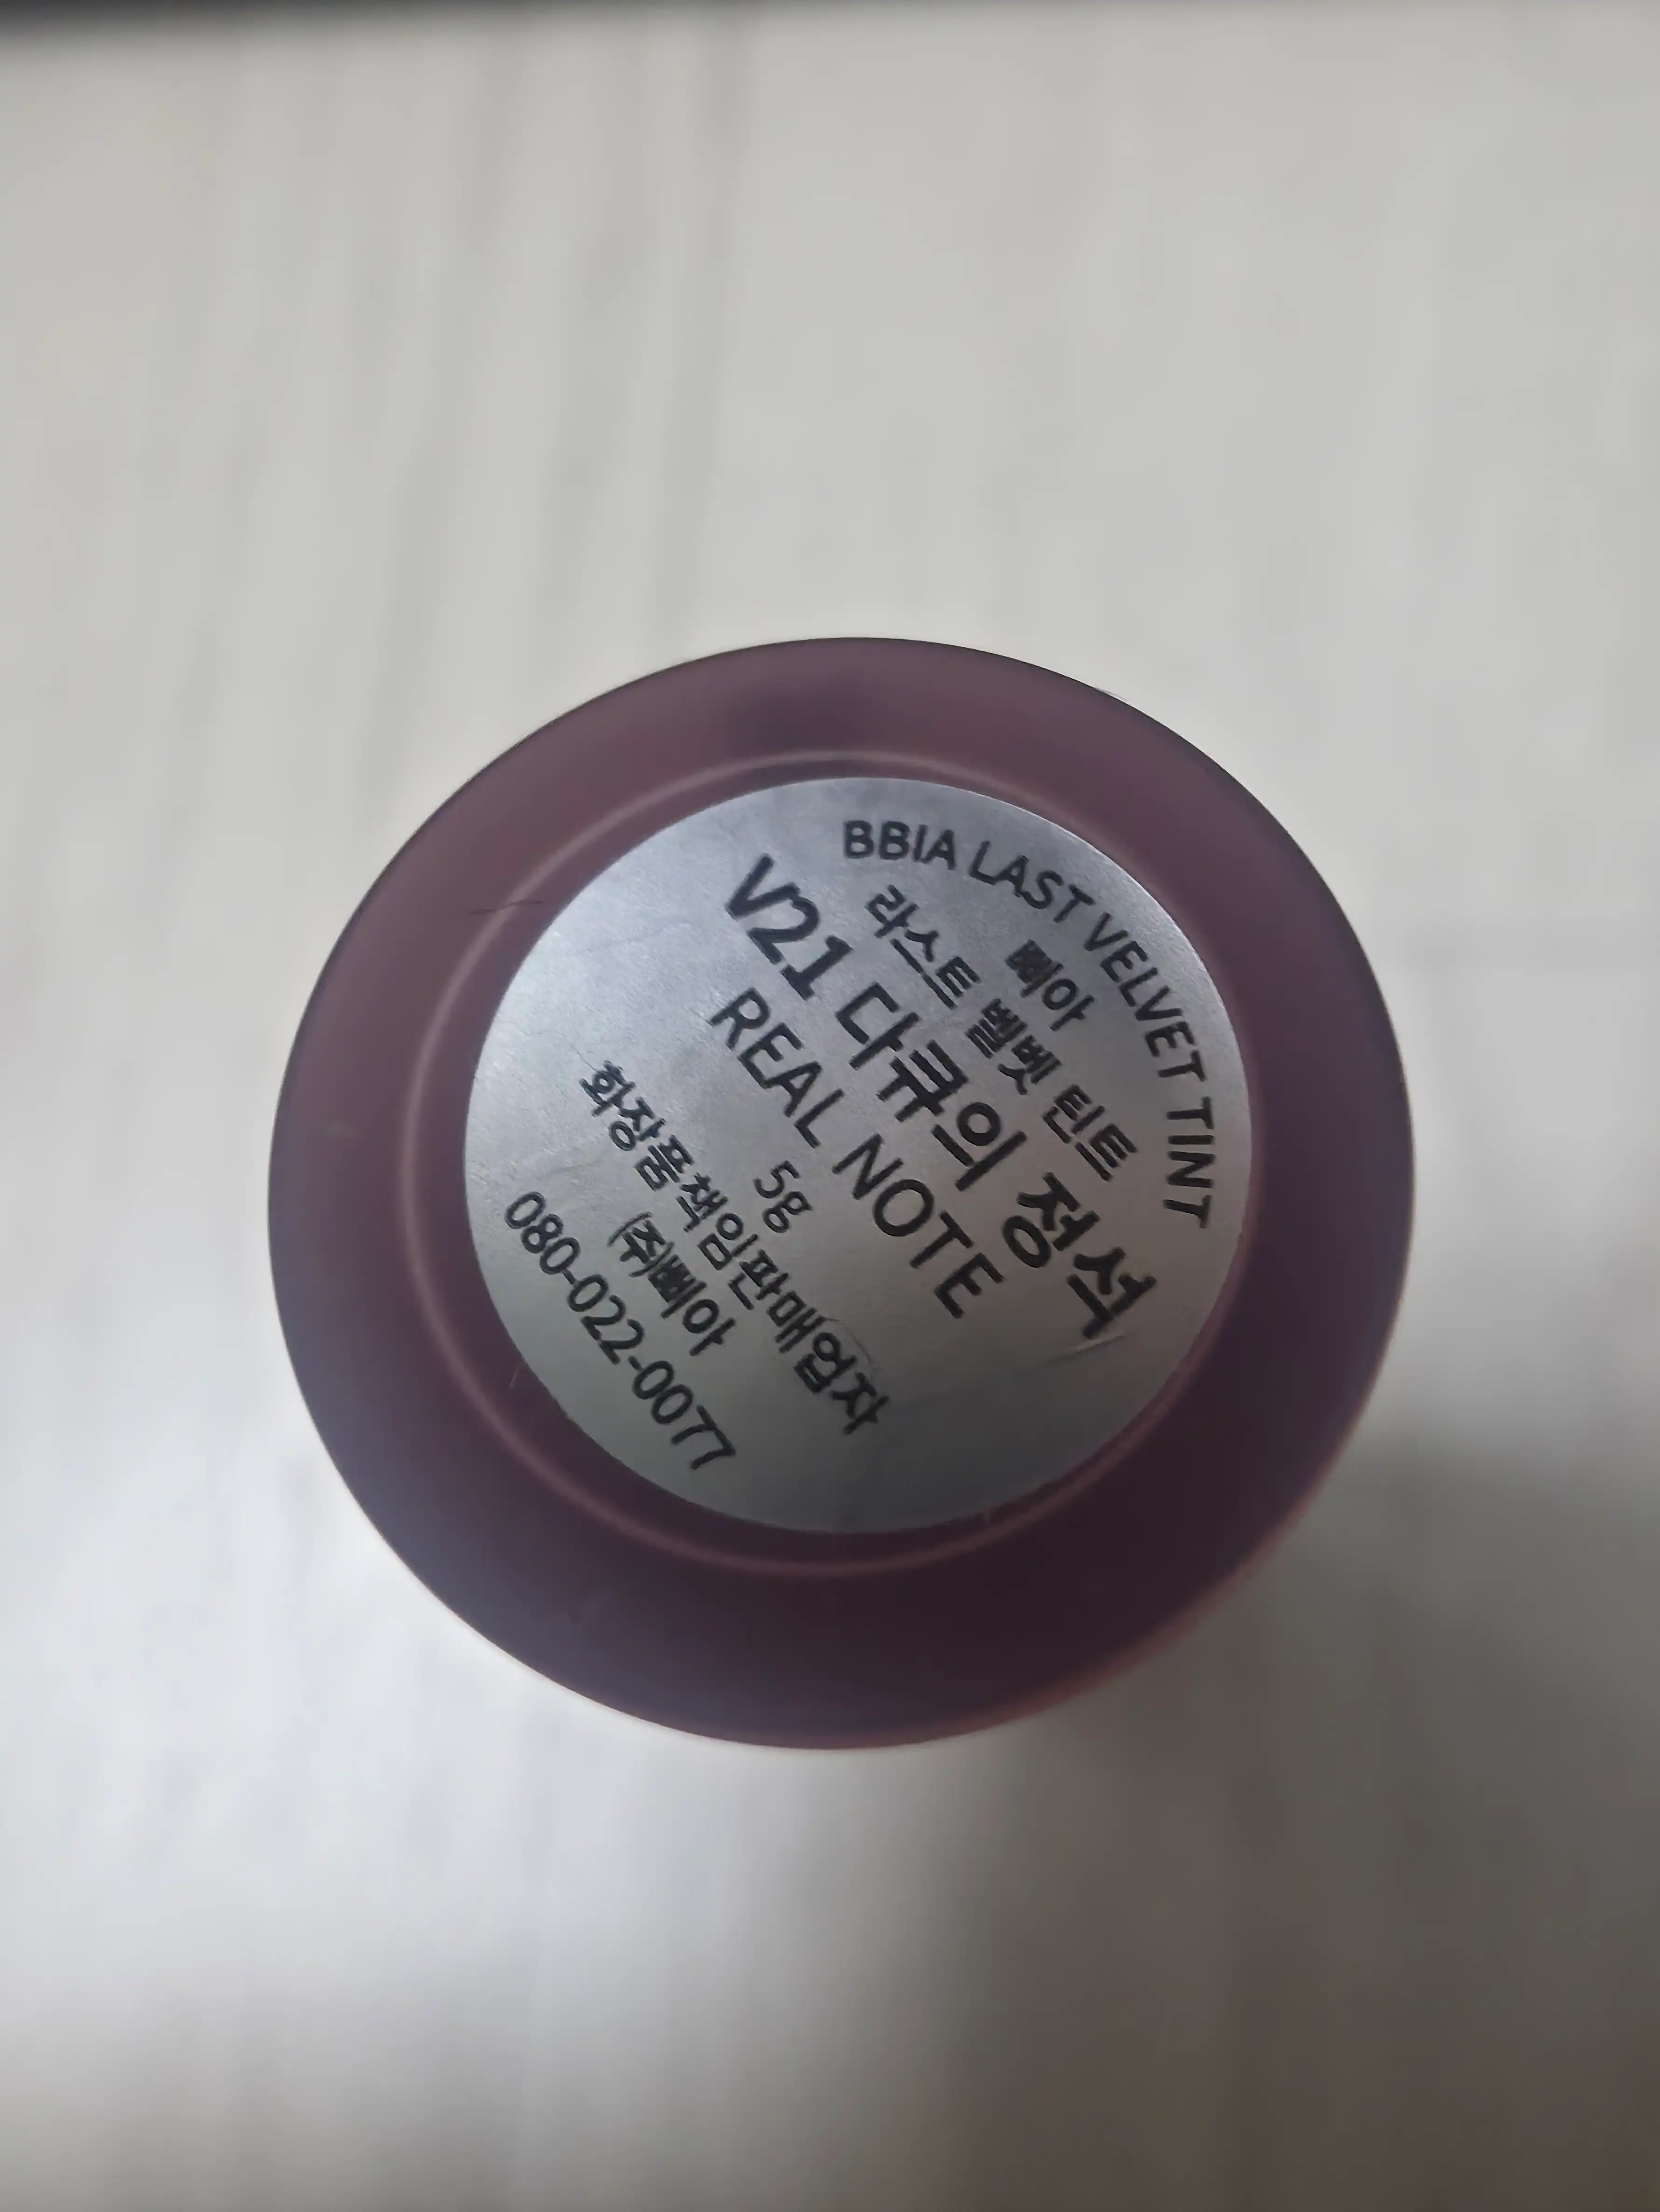 BBIA LAST VELVET TINT
삐아
라스트 벨벳 틴트
V21 다큐의 정석
REAL NOTE
5g
화장품책임판매업자
(주)삐아
080-022-0077